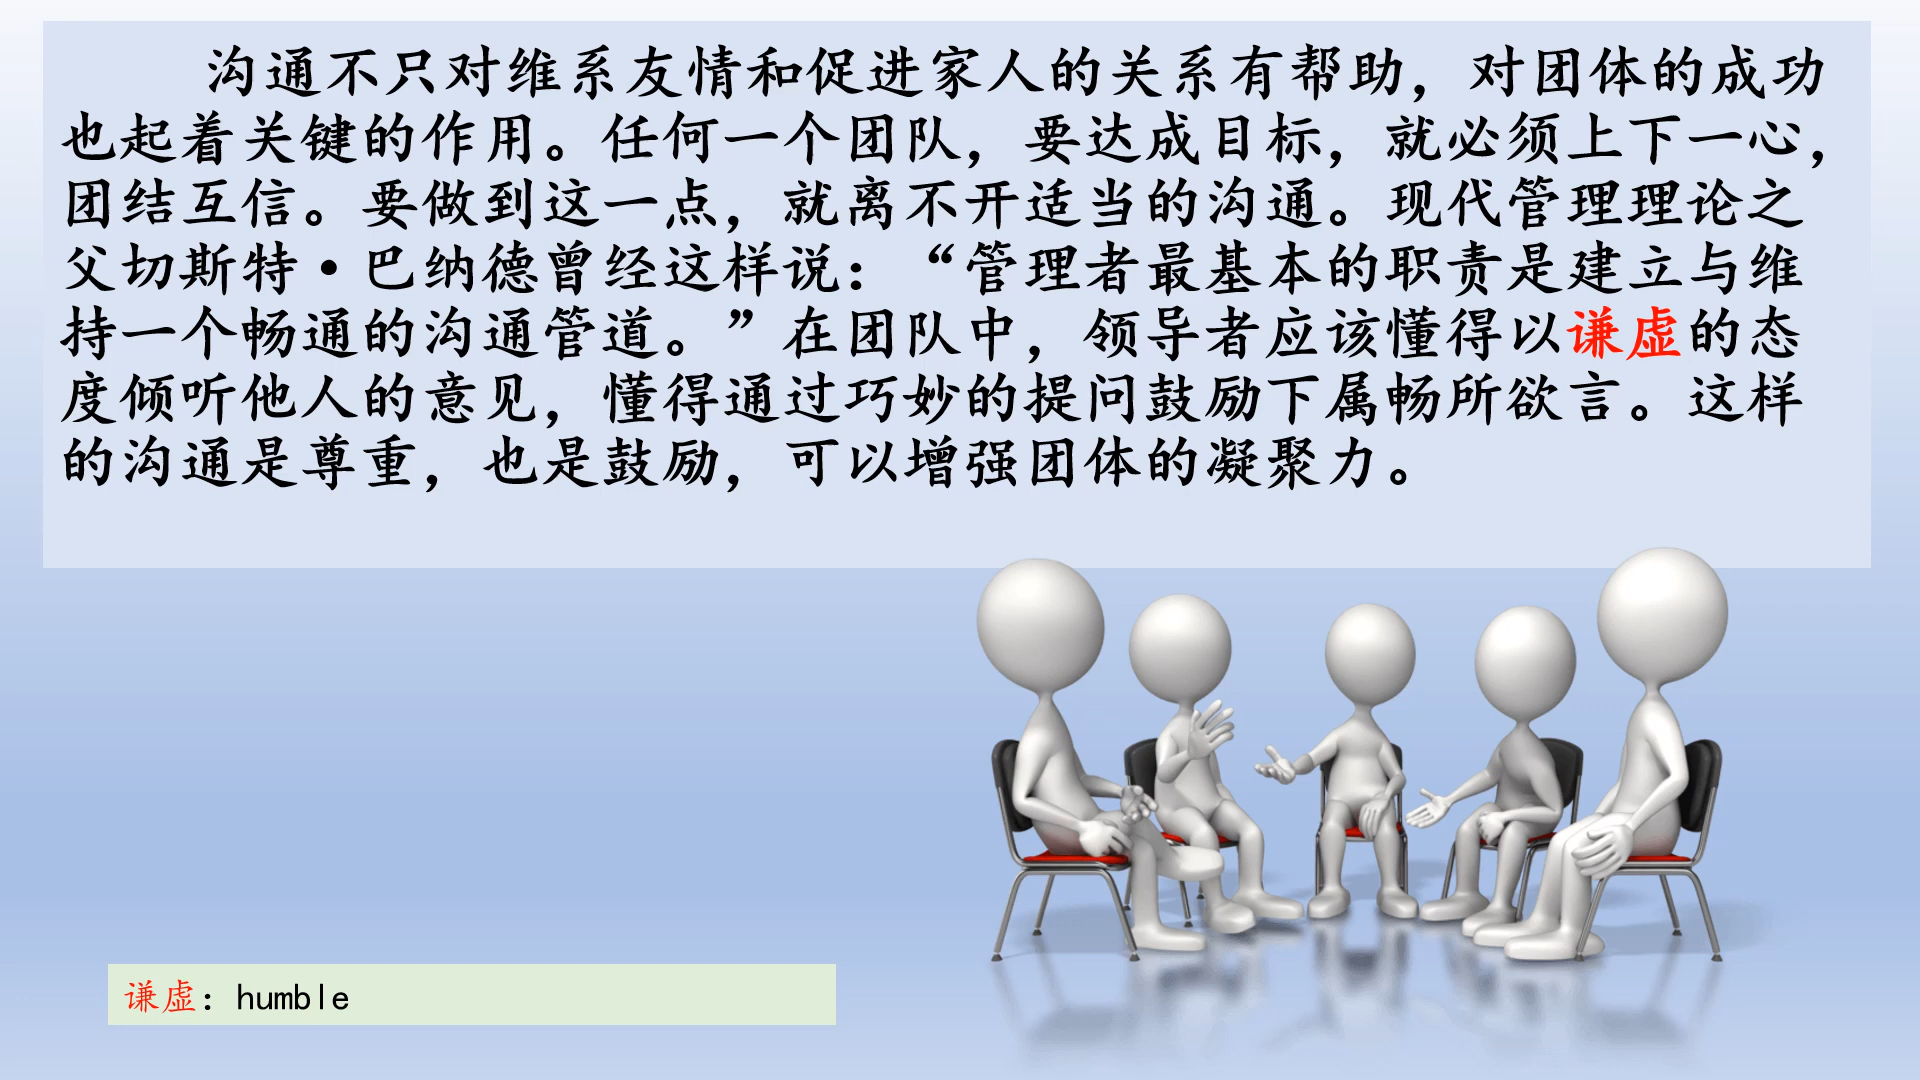 沟通不只对维系友情和促进家人的关系有帮助，对团体的成功
也起着关键的作用。任何一个团队，要达成目标，就必须上下一心，
团结互信。要做到这一点，就离不开适当的沟通。现代管理理论之
父切斯特·巴纳德曾经这样说：“管理者最基本的职责是建立与维
持一个畅通的沟通管道。”在团队中，领导者应该懂得以谦虚的态
度倾听他人的意见，懂得通过巧妙的提问鼓励下属畅所欲言。这样
的沟通是尊重，也是鼓励，可以增强团体的凝聚力。
谦虚：humble